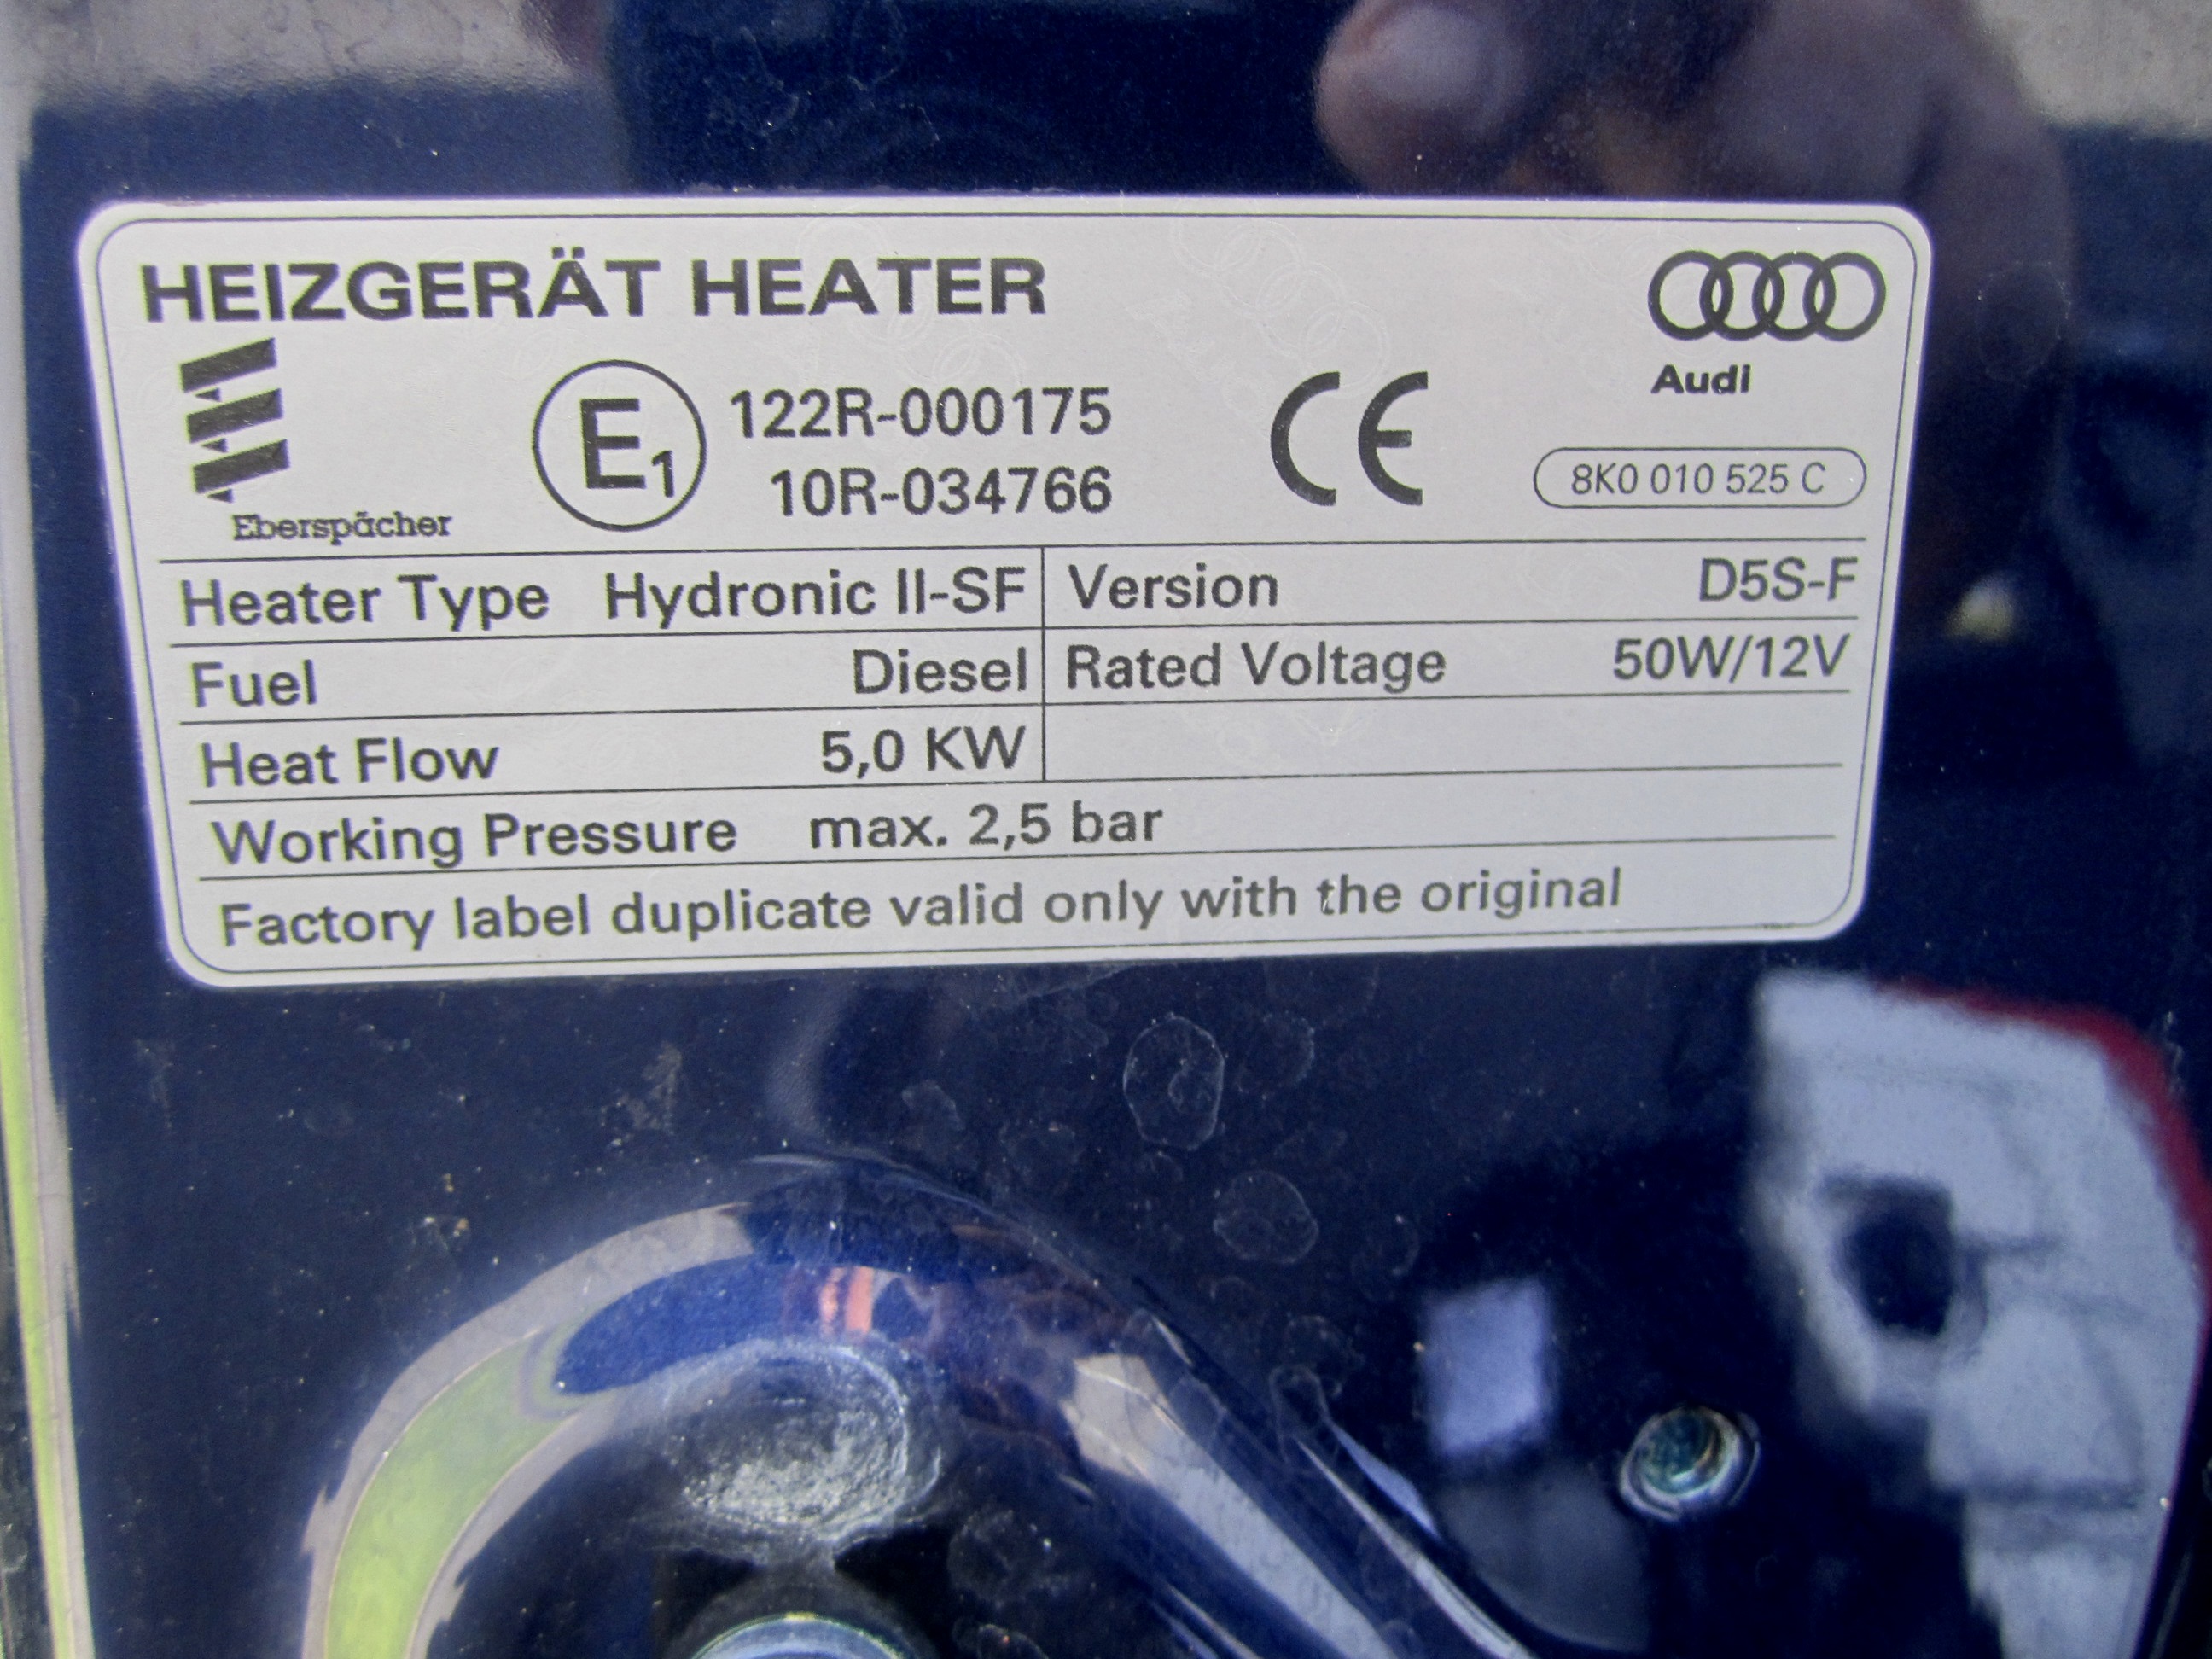 HEIZGERÄT HEATER
Audi
Eberspächer
E1
122R-000175
10R-034766
CE
8K0 010 525 C
Heater Type Hydronic II-SF Version D5S-F
Fuel Diesel Rated Voltage 50W/12V
Heat Flow 5,0 KW
Working Pressure max. 2,5 bar
Factory label duplicate valid only with the original